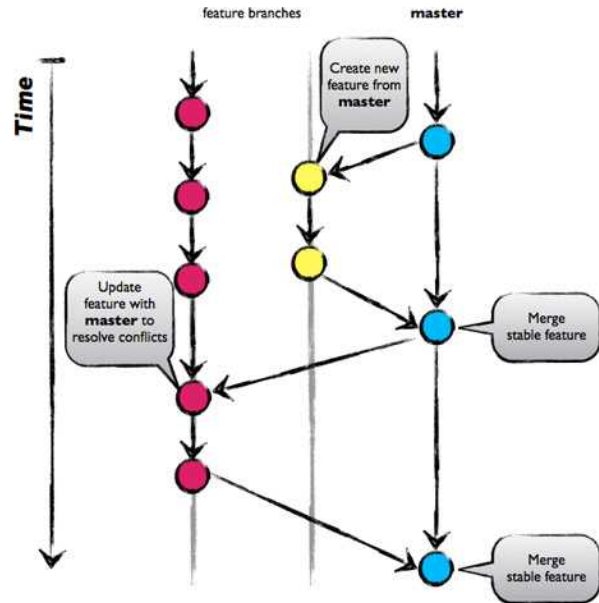 feature branches
master
Time
Create new
feature from
master
Update
feature with
master to
resolve conflicts
Merge
stable feature
Merge
stable feature